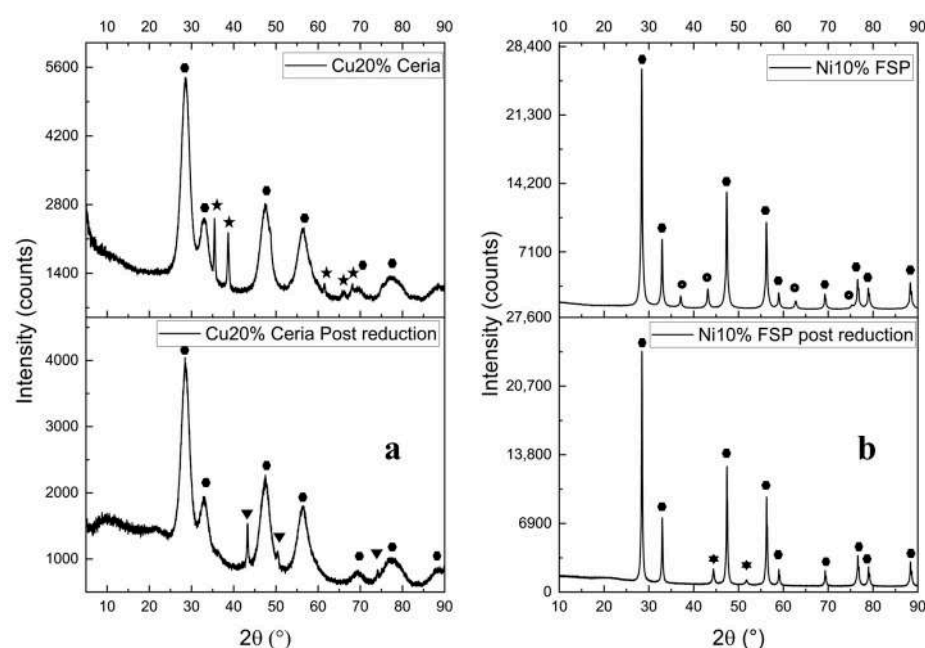 10 20 30 40 50 60 70 80 90
5600
4200
2800
1400
Intensity (counts)
Cu20% Ceria
4000
3000
2000
1000
Intensity (counts)
Cu20% Ceria Post reduction
a
10 20 30 40 50 60 70 80 90
2θ (°)
10 20 30 40 50 60 70 80 90
28,400
21,300
14,200
7100
Intensity (counts)
Ni10% FSP
27,600
20,700
13,800
6900
0
Intensity (counts)
Ni10% FSP post reduction
b
10 20 30 40 50 60 70 80 90
2θ (°)